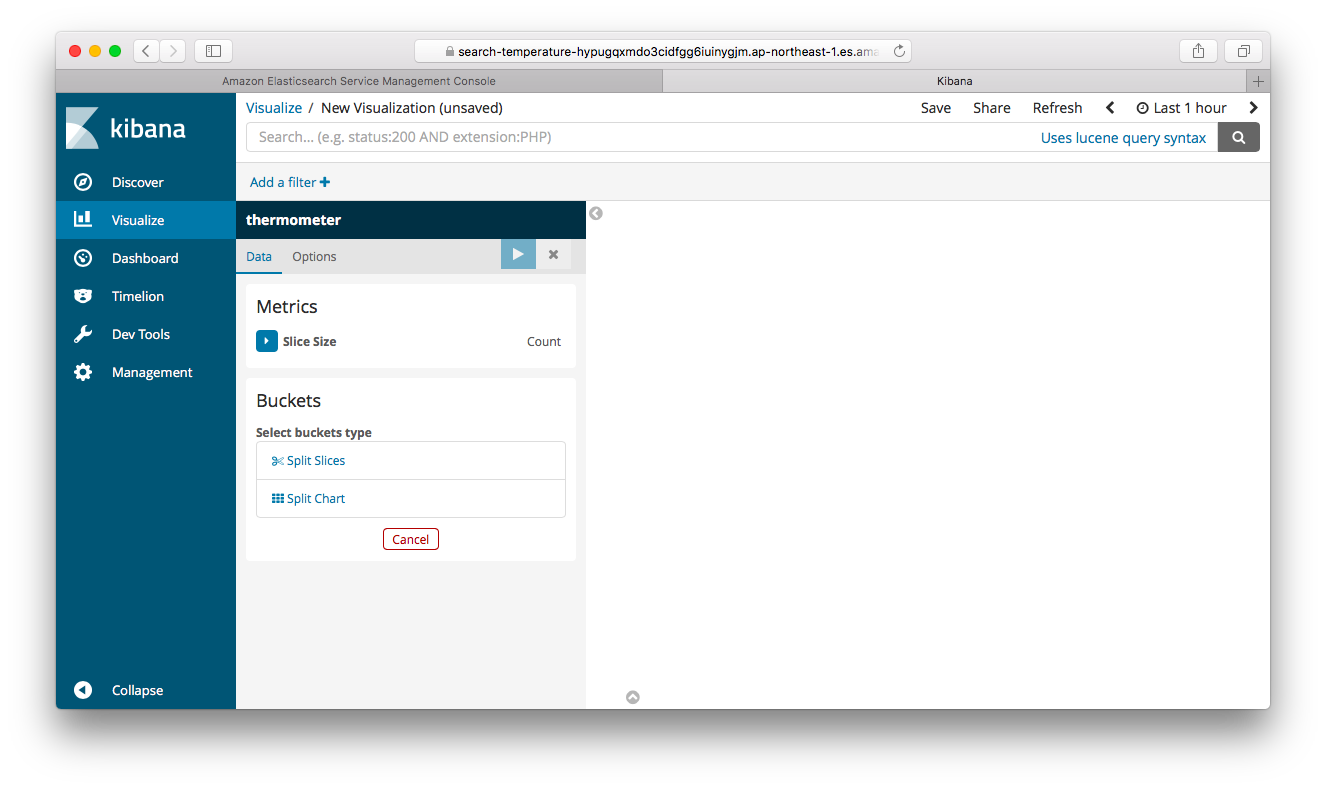 search-temperature-hypugqxmdo3cidfgg6iuinygjm.ap-northeast-1.es.ama
Amazon Elasticsearch Service Management Console
Kibana
kibana
Discover
Visualize
Dashboard
Timelion
Dev Tools
Management
Collapse
Visualize / New Visualization (unsaved)
Save Share Refresh Last 1 hour
Search... (e.g. status:200 AND extension:PHP)
Uses lucene query syntax
Add a filter
thermometer
Data Options
Metrics
Slice Size Count
Buckets
Select buckets type
Split Slices
Split Chart
Cancel